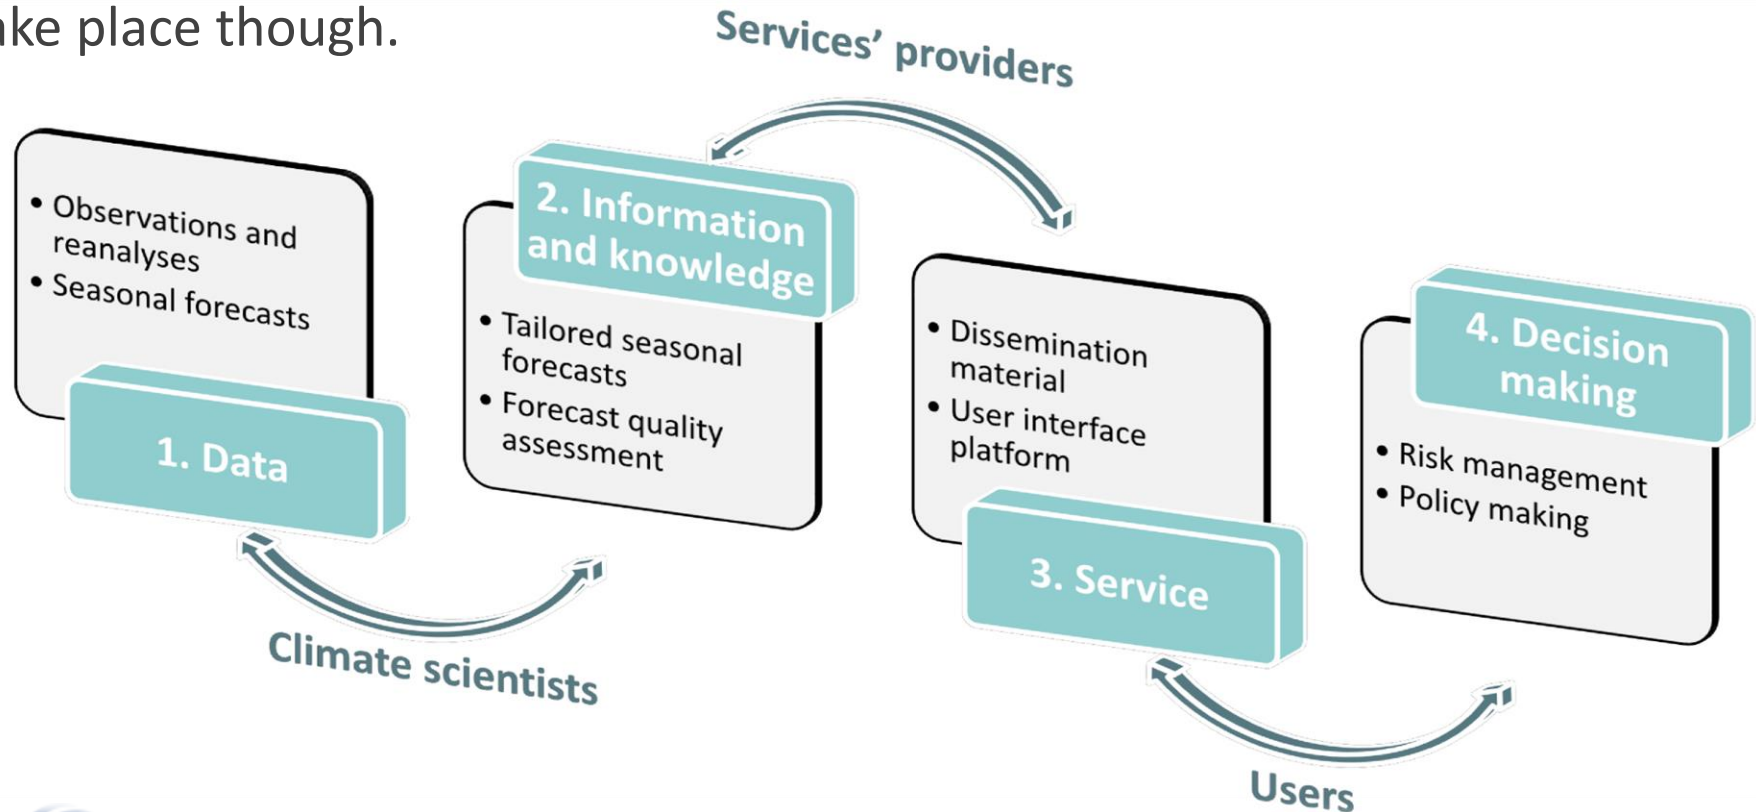 ake place though.
Services’ providers
• Observations and
reanalyses
• Seasonal forecasts
1. Data
Climate scientists
2. Information
and knowledge
• Tailored seasonal
forecasts
• Forecast quality
assessment
• Dissemination
material
• User interface
platform
3. Service
4. Decision
making
• Risk management
• Policy making
Users